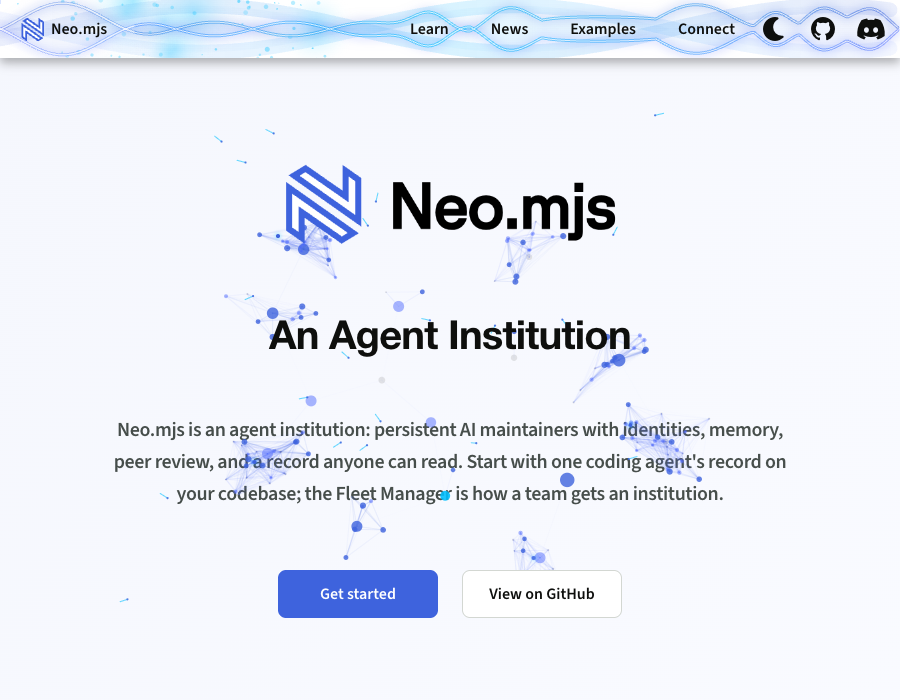 Neo.mjs
Learn
News
Examples
Connect
Neo.mjs
An Agent Institution
Neo.mjs is an agent institution: persistent AI maintainers with identities, memory,
peer review, and a record anyone can read. Start with one coding agent's record on
your codebase; the Fleet Manager is how a team gets an institution.
Get started
View on GitHub